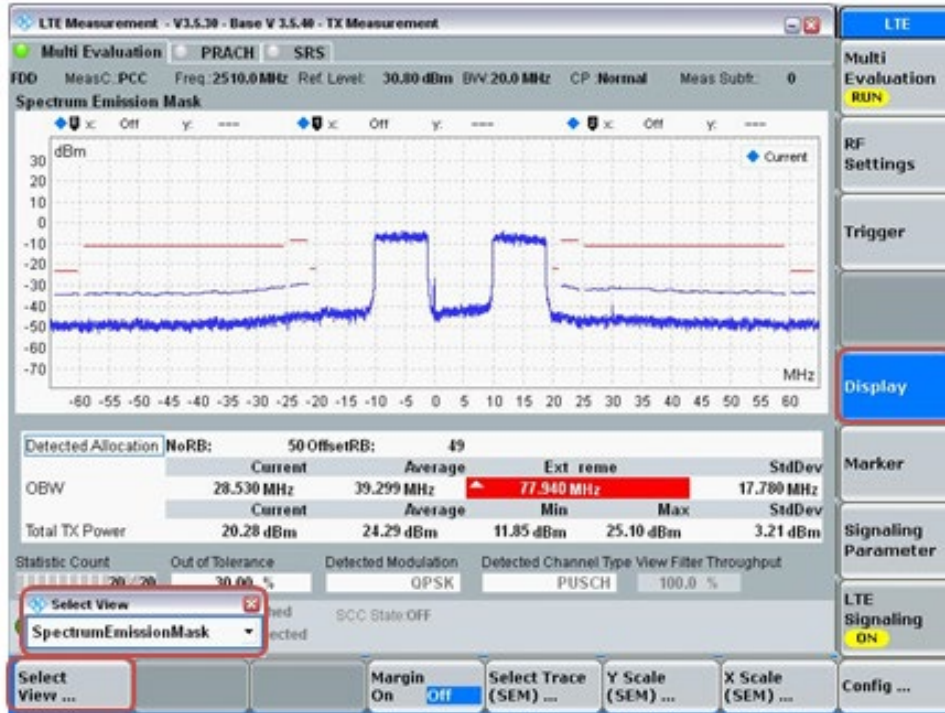 LTE Measurement - V3.5.30 - Base V 3.5.40 - TX Measurement
LTE
Multi Evaluation PRACH SRS
FDD MeasC.:PCC Freq.:2510.0MHz Ref. Level: 30.80 dBm BW:20.0 MHz CP :Normal Meas Subfr.: 0
Spectrum Emission Mask
x: Off y: --- x: Off y: --- x: Off y: ---
dBm
Current
30
20
10
0
-10
-20
-30
-40
-50
-60
-70
MHz
-60 -55 -50 -45 -40 -35 -30 -25 -20 -15 -10 -5 0 5 10 15 20 25 30 35 40 45 50 55 60
Detected Allocation NoRB: 50 OffsetRB: 49
Current Average Ext reme StdDev
OBW 28.530 MHz 39.299 MHz 77.940 MHz 17.780 MHz
Current Average Min Max StdDev
Total TX Power 20.28 dBm 24.29 dBm 11.85 dBm 25.10 dBm 3.21 dBm
Statistic Count Out of Tolerance Detected Modulation Detected Channel Type View Filter Throughput
20 / 20 30.00 % QPSK PUSCH 100.0 %
Select View
SpectrumEmissionMask
hed
ected
SCC State:OFF
Select View ...
Margin
On Off
Select Trace (SEM) ...
Y Scale (SEM) ...
X Scale (SEM) ...
Multi Evaluation
RUN
RF Settings
Trigger
Display
Marker
Signaling Parameter
LTE Signaling
ON
Config ...